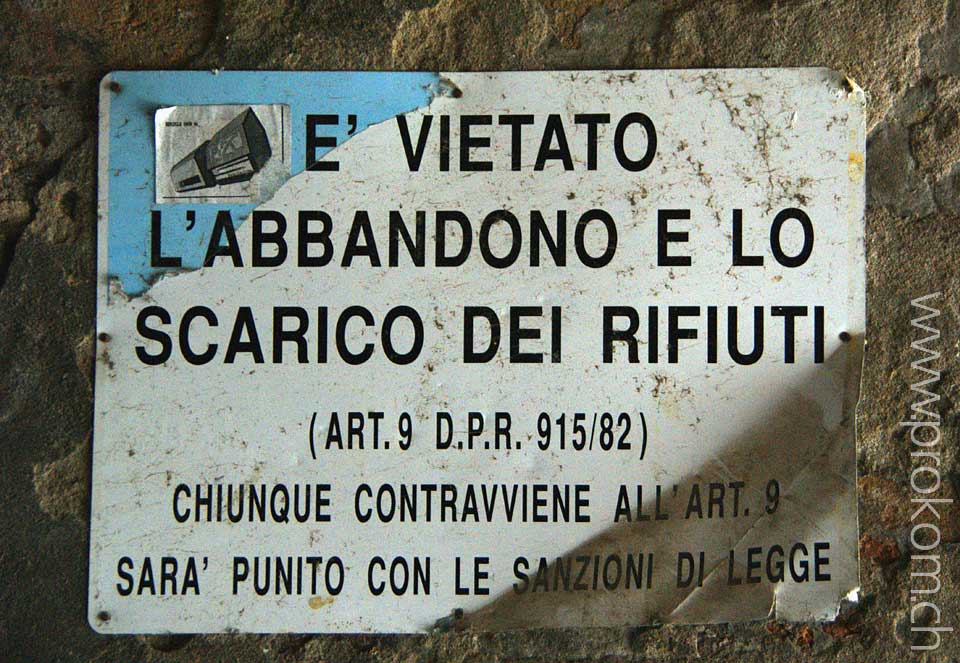 E' VIETATO
L'ABBANDONO E LO
SCARICO DEI RIFIUTI
(ART.9 D.P.R. 915/82)
CHIUNQUE CONTRAVVIENE ALL'ART.9
SARA' PUNITO CON LE SANZIONI DI LEGGE
www.prokom.ch